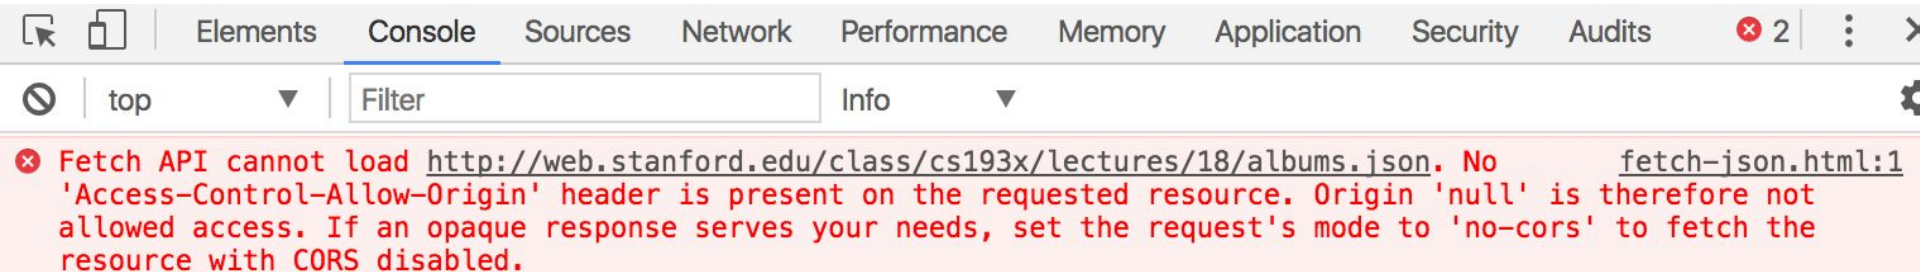 Elements Console Sources Network Performance Memory Application Security Audits 2
top Filter Info
Fetch API cannot load http://web.stanford.edu/class/cs193x/lectures/18/albums.json. No fetch-json.html:1
'Access-Control-Allow-Origin' header is present on the requested resource. Origin 'null' is therefore not
allowed access. If an opaque response serves your needs, set the request's mode to 'no-cors' to fetch the
resource with CORS disabled.